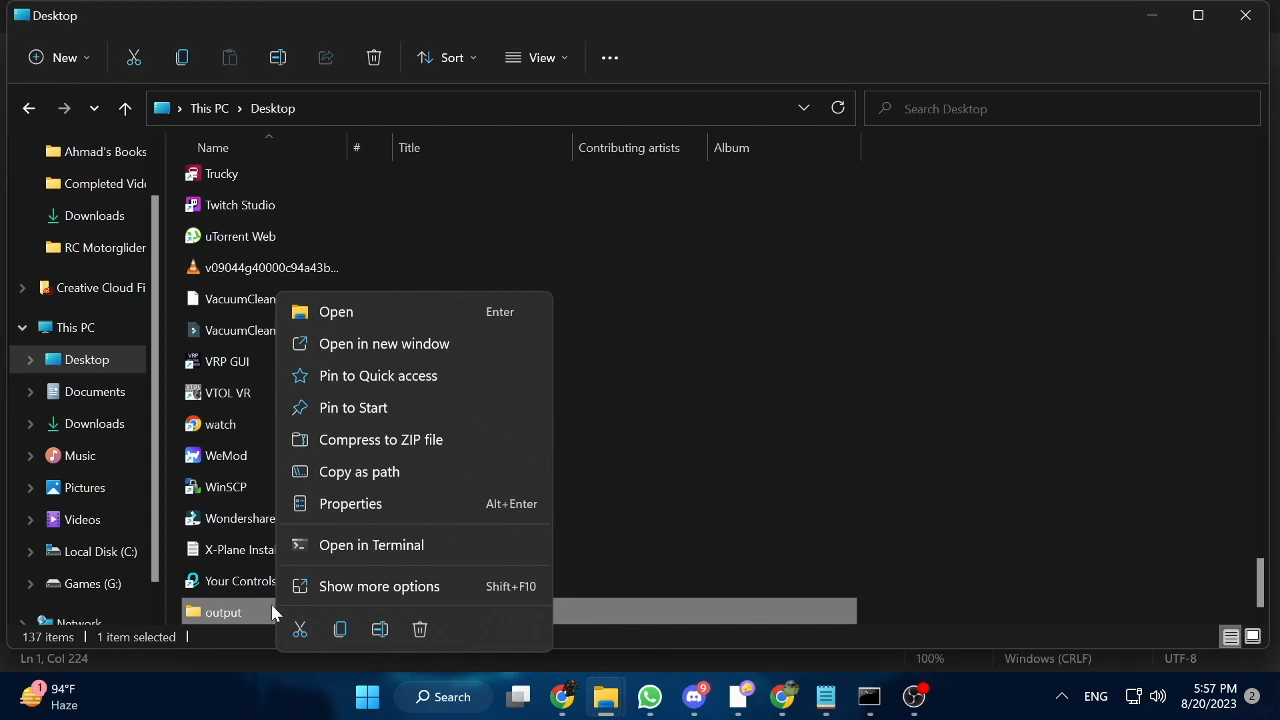 Desktop
New
Sort
View
This PC > Desktop
Search Desktop
Name
#
Title
Contributing artists
Album
Ahmad's Books
Completed Vid
Downloads
RC Motorglider
Creative Cloud Fi
This PC
Desktop
Documents
Downloads
Music
Pictures
Videos
Local Disk (C:)
Games (G:)
Network
Trucky
Twitch Studio
uTorrent Web
v09044g40000c94a43b...
VacuumClean
VacuumClean
VRP GUI
VTOL VR
watch
WeMod
WinSCP
Wondershare
X-Plane Insta
Your Controls
output
Open Enter
Open in new window
Pin to Quick access
Pin to Start
Compress to ZIP file
Copy as path
Properties Alt+Enter
Open in Terminal
Show more options Shift+F10
137 items
1 item selected
Ln 1, Col 224
100%
Windows (CRLF)
UTF-8
1
94°F
Haze
Search
9
ENG
5:57 PM
8/20/2023
2